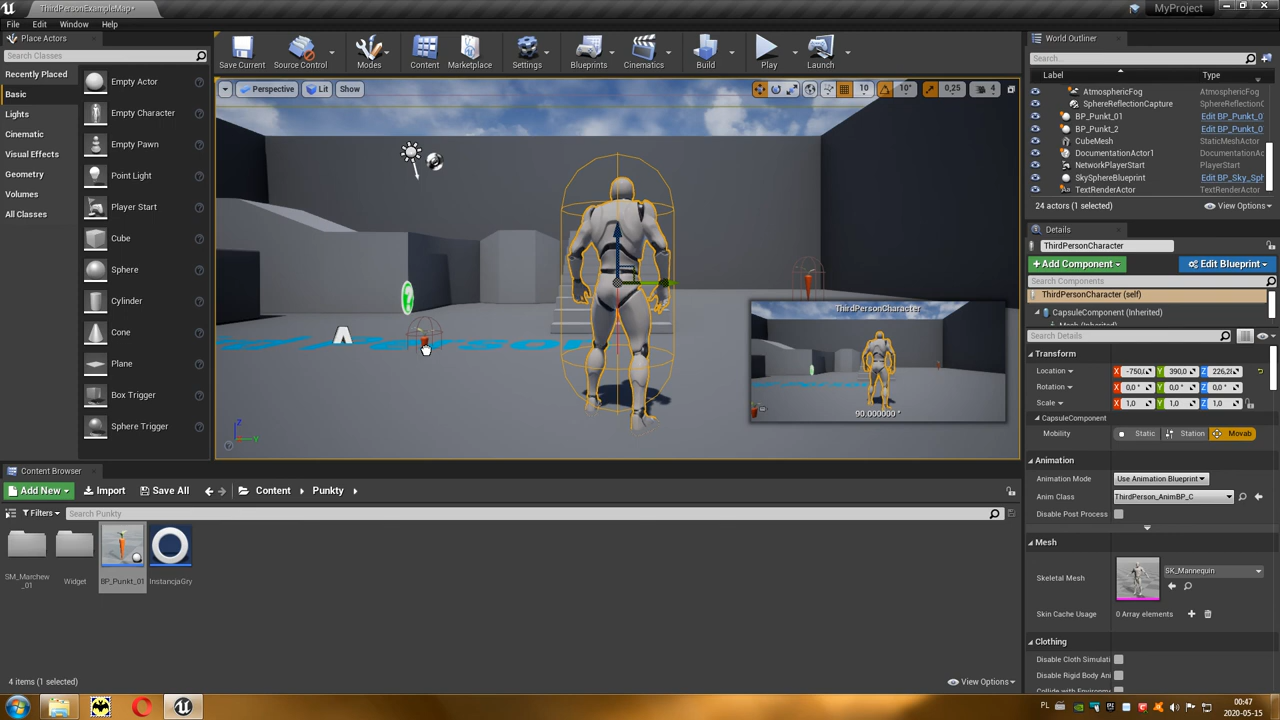 ThirdPersonExampleMap*
MyProject
File Edit Window Help
Place Actors
Search Classes
Recently Placed
Basic
Lights
Cinematic
Visual Effects
Geometry
Volumes
All Classes
Empty Actor
Empty Character
Empty Pawn
Point Light
Player Start
Cube
Sphere
Cylinder
Cone
Plane
Box Trigger
Sphere Trigger
Save Current
Source Control
Modes
Content
Marketplace
Settings
Blueprints
Cinematics
Build
Play
Launch
Perspective
Lit
Show
10
10°
0,25
4
ThirdPersonCharacter
90.000000 °
World Outliner
Search...
Label Type
AtmosphericFog AtmosphericFog
SphereReflectionCapture SphereReflectionC
BP_Punkt_01 Edit BP_Punkt_0
BP_Punkt_2 Edit BP_Punkt_0
CubeMesh StaticMeshActor
DocumentationActor1 DocumentationAc
NetworkPlayerStart PlayerStart
SkySphereBlueprint Edit BP_Sky_Sph
TextRenderActor TextRenderActor
24 actors (1 selected)
View Options
Details
ThirdPersonCharacter
Add Component
Edit Blueprint
Search Components
ThirdPersonCharacter (self)
CapsuleComponent (Inherited)
Mesh (Inherited)
Search Details
Transform
Location X -750,0 Y 390,0 Z 226,28
Rotation X 0,0 ° Y 0,0 ° Z 0,0 °
Scale X 1,0 Y 1,0 Z 1,0
CapsuleComponent
Mobility Static Station Movab
Animation
Animation Mode Use Animation Blueprint
Anim Class ThirdPerson_AnimBP_C
Disable Post Process
Mesh
Skeletal Mesh SK_Mannequin
Skin Cache Usage 0 Array elements
Clothing
Disable Cloth Simulati
Disable Rigid Body Ani
Collide with Environme
Content Browser
Add New Import Save All Content Punkty
Filters Search Punkty
SM_Marchew_01
Widget
BP_Punkt_01
InstancjaGry
4 items (1 selected)
View Options
PL
00:47
2020-05-15